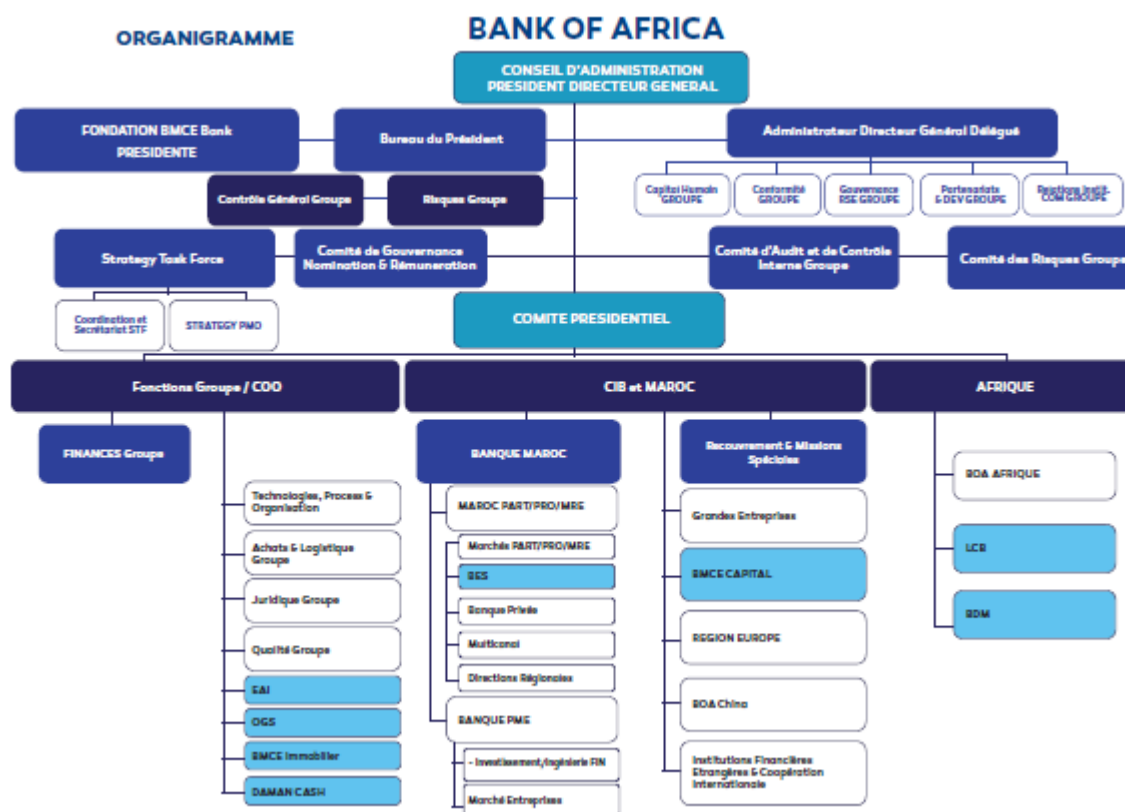 ORGANIGRAMME
BANK OF AFRICA
CONSEIL D'ADMINISTRATION
PRESIDENT DIRECTEUR GENERAL
FONDATION BMCE Bank
PRESIDENTE
Bureau du Président
Administrateur Directeur Général Délégué
Capital Humain
GROUPE
Conformité
GROUPE
Gouvernance
RSE GROUPE
Partenariats
& DEV GROUPE
Relations Instit-
COM GROUPE
Contrôle Général Groupe
Risques Groupe
Strategy Task Force
Comité de Gouvernance
Nomination & Rémuneration
Comité d'Audit et de Contrôle
Interne Groupe
Comité des Risques Groupe
Coordination et
Secrétariat STF
STRATEGY PMO
COMITE PRESIDENTIEL
Fonctions Groupe / COO
CIB et MAROC
AFRIQUE
FINANCES Groupe
BANQUE MAROC
Recouvrement & Missions
Spéciales
Technologies, Process &
Organisation
Achats & Logistique
Groupe
Juridique Groupe
Qualité Groupe
EAI
OGS
BMCE Immobilier
DAMAN CASH
MAROC PART/PRO/MRE
Marchés PART/PRO/MRE
BES
Banque Privée
Multicanal
Directions Régionales
BANQUE PME
- Investissement/Ingénierie FIN
Marché Entreprises
Grandes Entreprises
BMCE CAPITAL
REGION EUROPE
BOA China
Institutions Financières
Etrangères & Coopération
Internationale
BOA AFRIQUE
LCB
BDM